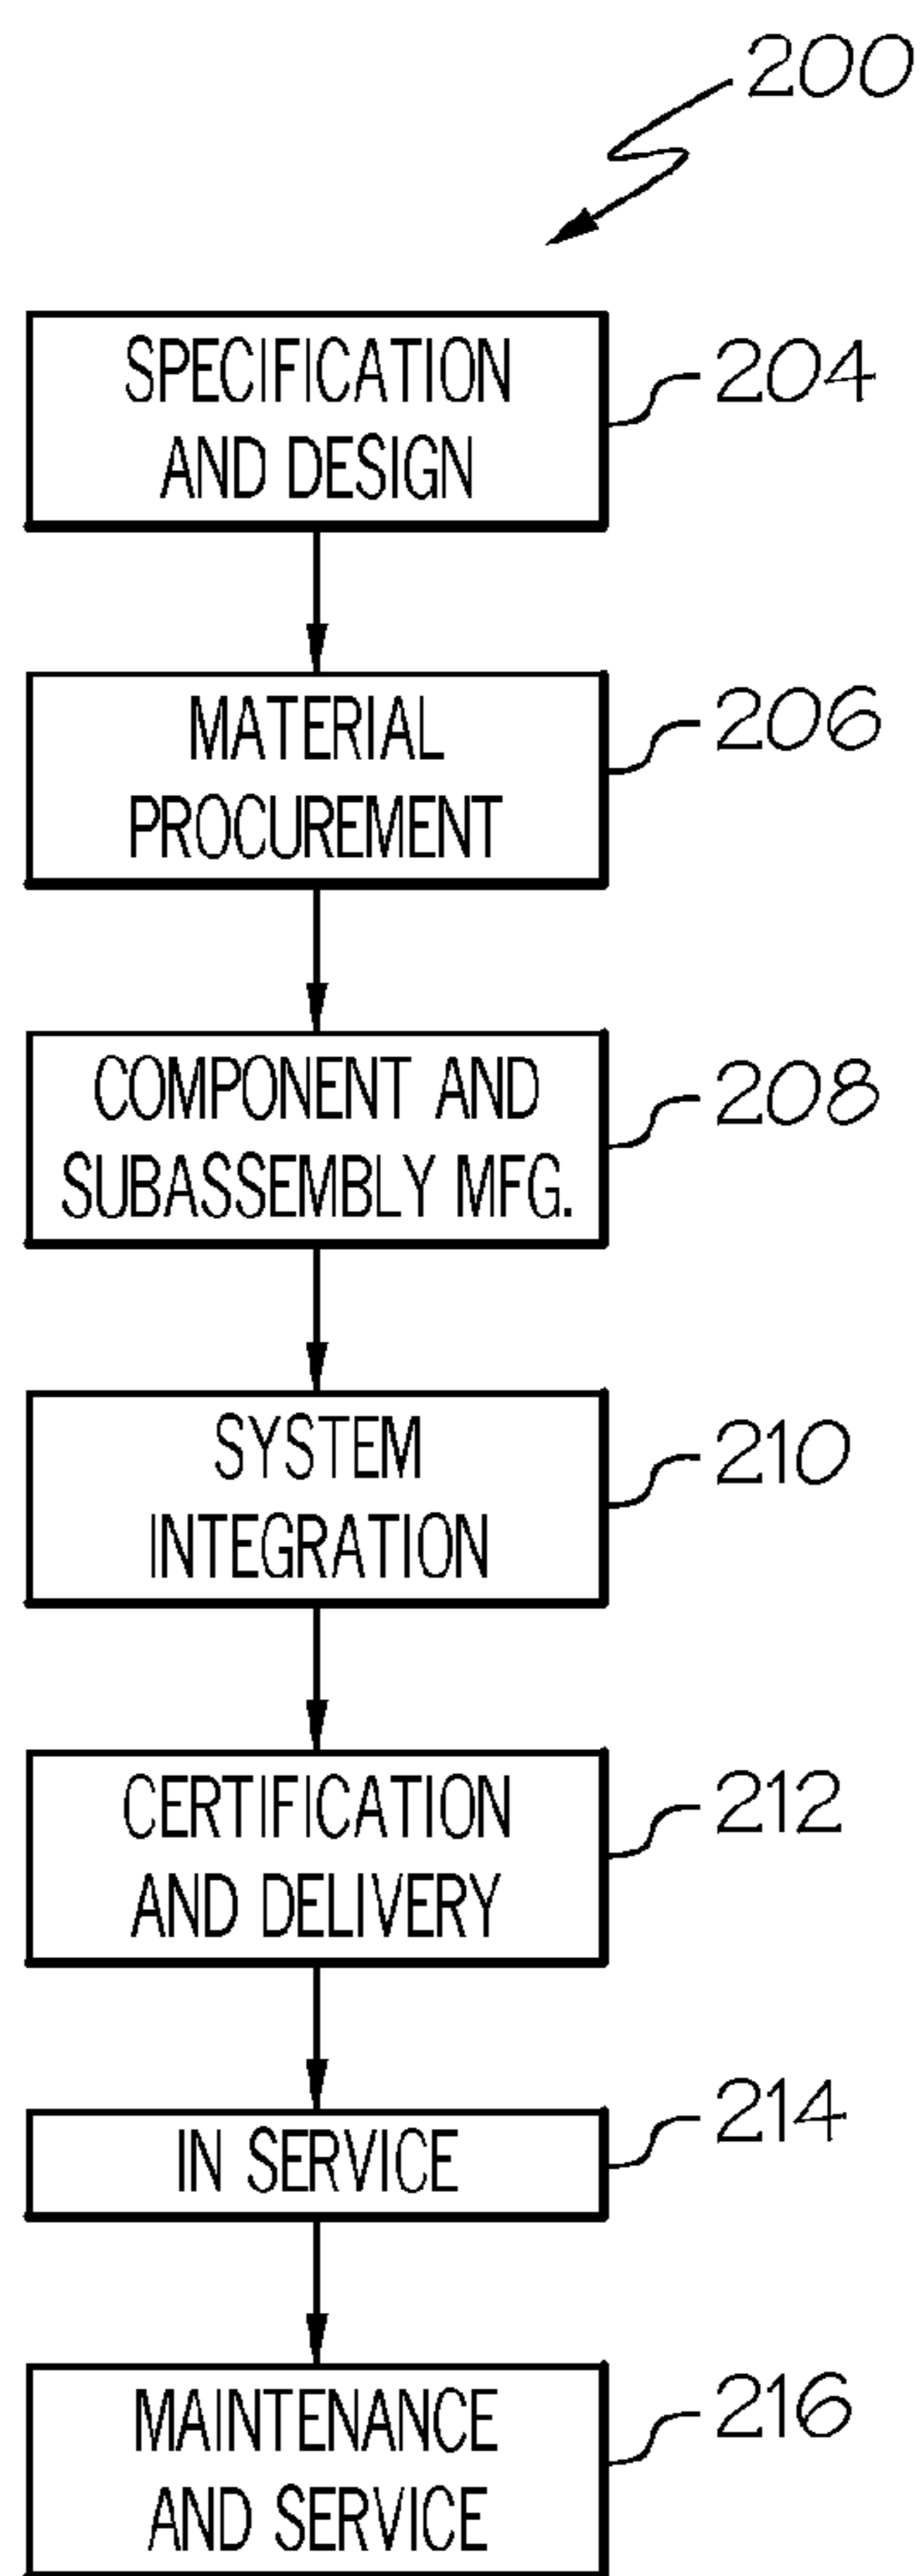 200
SPECIFICATION
AND DESIGN
204
MATERIAL
PROCUREMENT
206
COMPONENT AND
SUBASSEMBLY MFG.
208
SYSTEM
INTEGRATION
210
CERTIFICATION
AND DELIVERY
212
IN SERVICE
214
MAINTENANCE
AND SERVICE
216